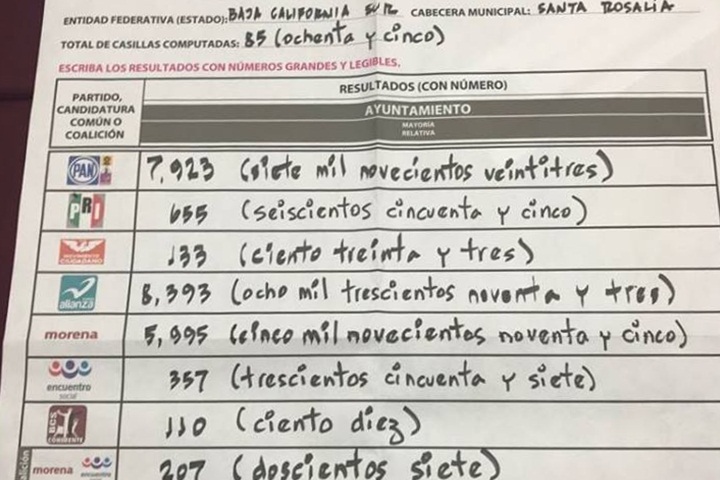 ENTIDAD FEDERATIVA (ESTADO): BAJA CALIFORNIA SUR CABECERA MUNICIPAL: SANTA ROSALIA
TOTAL DE CASILLAS COMPUTADAS: 85 (ochenta y cinco)
ESCRIBA LOS RESULTADOS CON NÚMEROS GRANDES Y LEGIBLES.
PARTIDO, CANDIDATURA COMÚN O COALICIÓN
RESULTADOS (CON NÚMERO)
AYUNTAMIENTO
MAYORÍA
RELATIVA
PAN 7,923 (siete mil novecientos veintitres)
PRI 655 (seiscientos cincuenta y cinco)
MOVIMIENTO CIUDADANO 133 (ciento treinta y tres)
alianza 8,393 (ocho mil trescientos noventa y tres)
morena 5,995 (cinco mil novecientos noventa y cinco)
encuentro social 357 (trescientos cincuenta y siete)
BCS COHERENTE 110 (ciento diez)
morena encuentro 207 (doscientos siete)